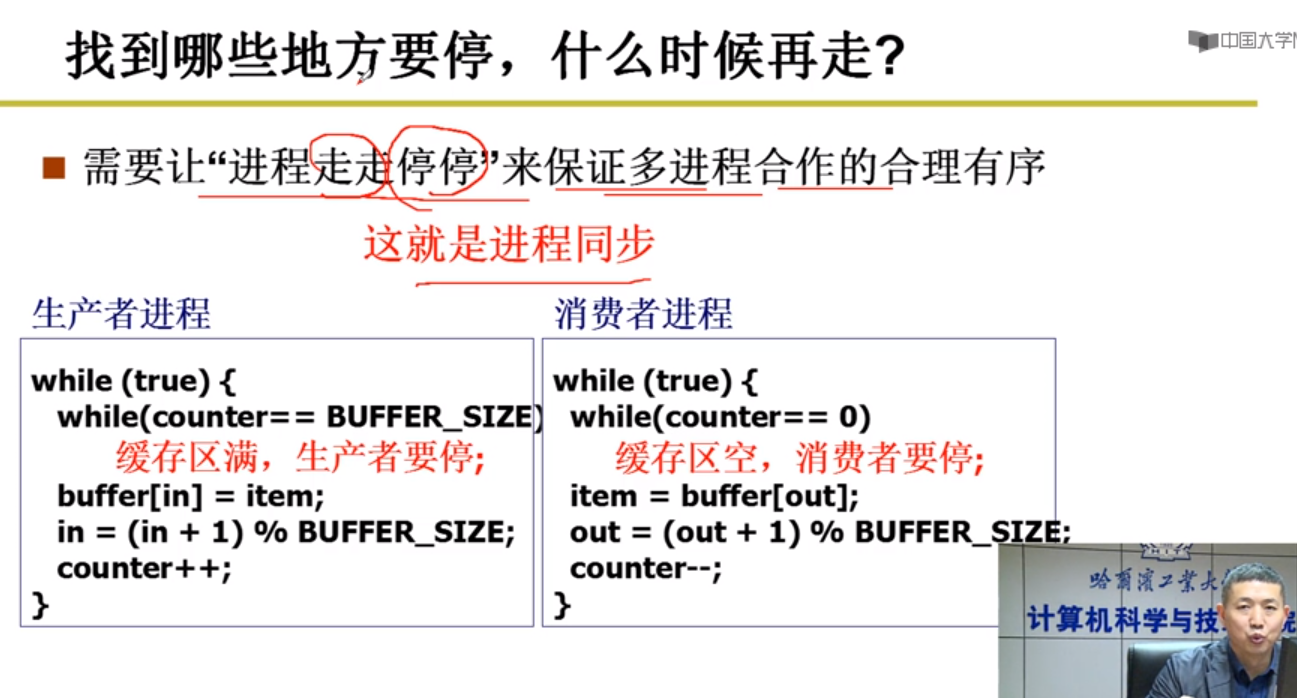 找到哪些地方要停，什么时候再走?
中国大学M
■ 需要让“进程走走停停”来保证多进程合作的合理有序
这就是进程同步
生产者进程
while (true) {
while(counter== BUFFER_SIZE)
缓存区满，生产者要停;
buffer[in] = item;
in = (in + 1) % BUFFER_SIZE;
counter++;
}
消费者进程
while (true) {
while(counter== 0)
缓存区空，消费者要停;
item = buffer[out];
out = (out + 1) % BUFFER_SIZE;
counter--;
}
哈爾濱工業大學
计算机科学与技 院